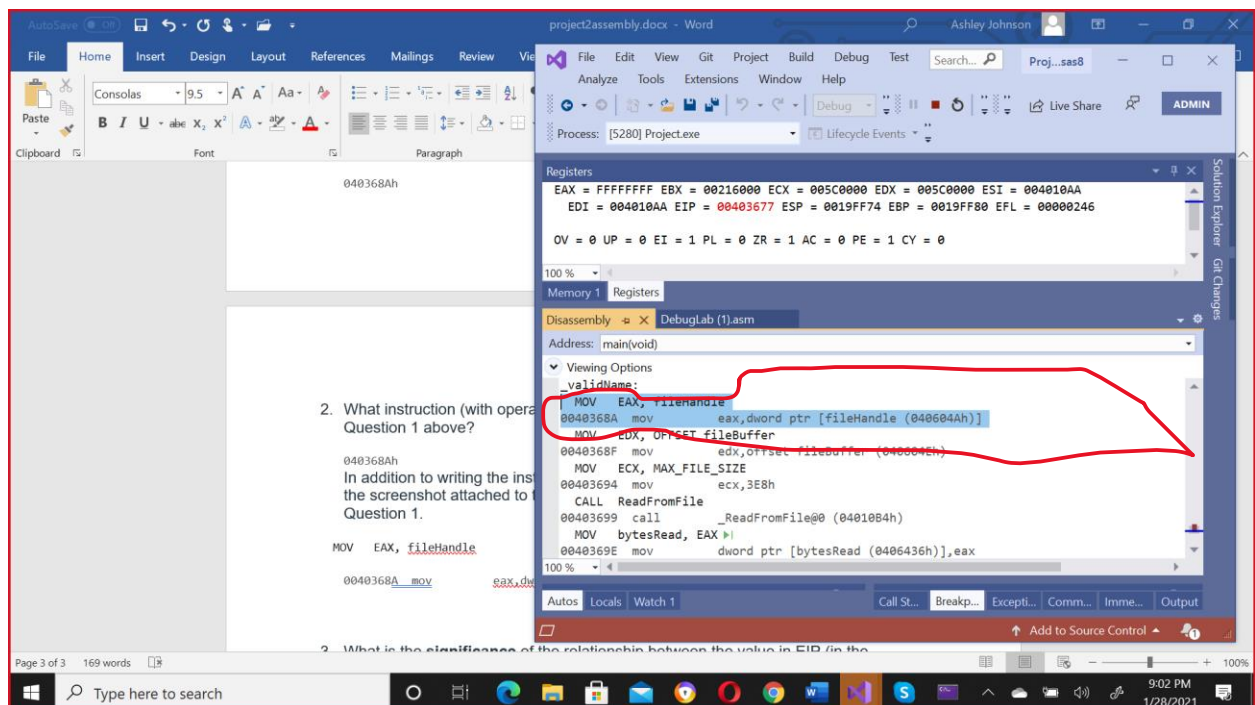 AutoSave Off project2assembly.docx - Word Ashley Johnson
File Home Insert Design Layout References Mailings Review Vie
Paste
Clipboard
Consolas 9.5 A A Aa
B I U abc X₂ X² A A
Font
Paragraph
040368Ah
2. What instruction (with opera
Question 1 above?
040368Ah
In addition to writing the inst
the screenshot attached to t
Question 1.
MOV EAX, fileHandle
0040368A mov eax,dw
3. What is the significance of the relationship between the value in EIP (in the
File Edit View Git Project Build Debug Test Search... Proj...sas8
Analyze Tools Extensions Window Help
Debug Live Share ADMIN
Process: [5280] Project.exe Lifecycle Events
Registers
EAX = FFFFFFFF EBX = 00216000 ECX = 005C0000 EDX = 005C0000 ESI = 004010AA
EDI = 004010AA EIP = 00403677 ESP = 0019FF74 EBP = 0019FF80 EFL = 00000246
OV = 0 UP = 0 EI = 1 PL = 0 ZR = 1 AC = 0 PE = 1 CY = 0
100 %
Memory 1 Registers
Disassembly DebugLab (1).asm
Address: main(void)
Viewing Options
_validName:
MOV EAX, fileHandle
0040368A mov eax,dword ptr [fileHandle (040604Ah)]
MOV EDX, OFFSET fileBuffer
0040368F mov edx,offset fileBuffer (040604Eh)
MOV ECX, MAX_FILE_SIZE
00403694 mov ecx,3E8h
CALL ReadFromFile
00403699 call _ReadFromFile@0 (04010B4h)
MOV bytesRead, EAX
0040369E mov dword ptr [bytesRead (0406436h)],eax
100 %
Autos Locals Watch 1 Call St... Breakp... Excepti... Comm... Imme... Output
Add to Source Control 1
Solution Explorer
Git Changes
Page 3 of 3 169 words 100%
Type here to search 9:02 PM
1/28/2021